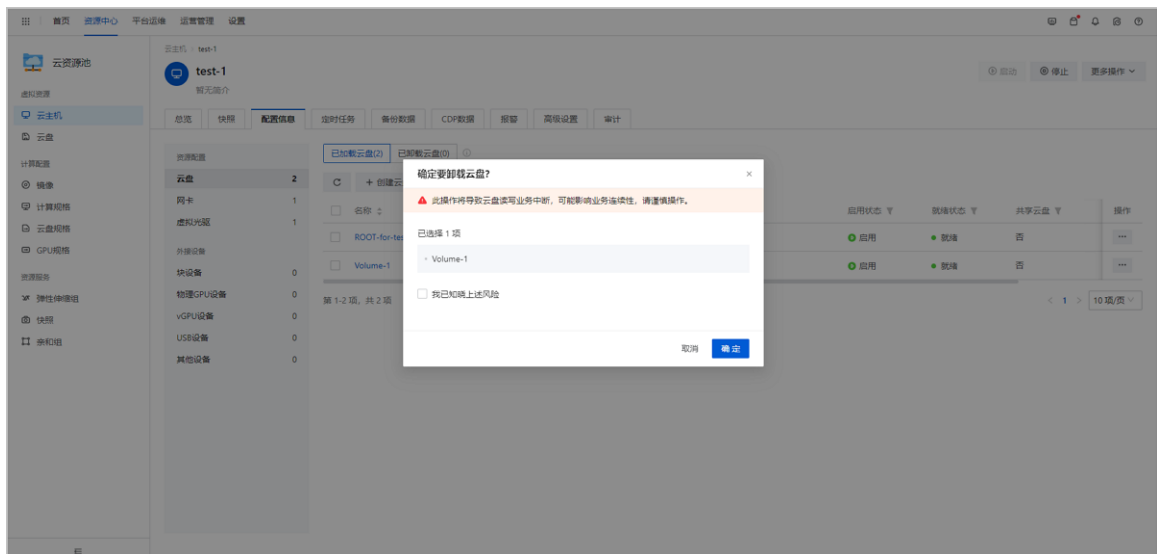 首页 资源中心 平台运维 运营管理 设置
云资源池
虚拟资源
云主机
云盘
计算配置
镜像
计算规格
云盘规格
GPU规格
资源服务
弹性伸缩组
快照
亲和组
云主机 / test-1
test-1
暂无简介
启动 停止 更多操作
总览 快照 配置信息 定时任务 备份数据 CDP数据 报警 高级设置 审计
资源配置
云盘 2
网卡 1
虚拟光驱 1
外接设备
块设备 0
物理GPU设备 0
vGPU设备 0
USB设备 0
其他设备 0
已加载云盘(2) 已卸载云盘(0)
+ 创建云
名称 启用状态 就绪状态 共享云盘 操作
ROOT-for-tes 启用 就绪 否 ···
Volume-1 启用 就绪 否 ···
第 1-2 项，共 2 项 < 1 > 10 项/页
确定要卸载云盘? ×
此操作将导致云盘读写业务中断，可能影响业务连续性，请谨慎操作。
已选择 1 项
Volume-1
我已知晓上述风险
取消 确定